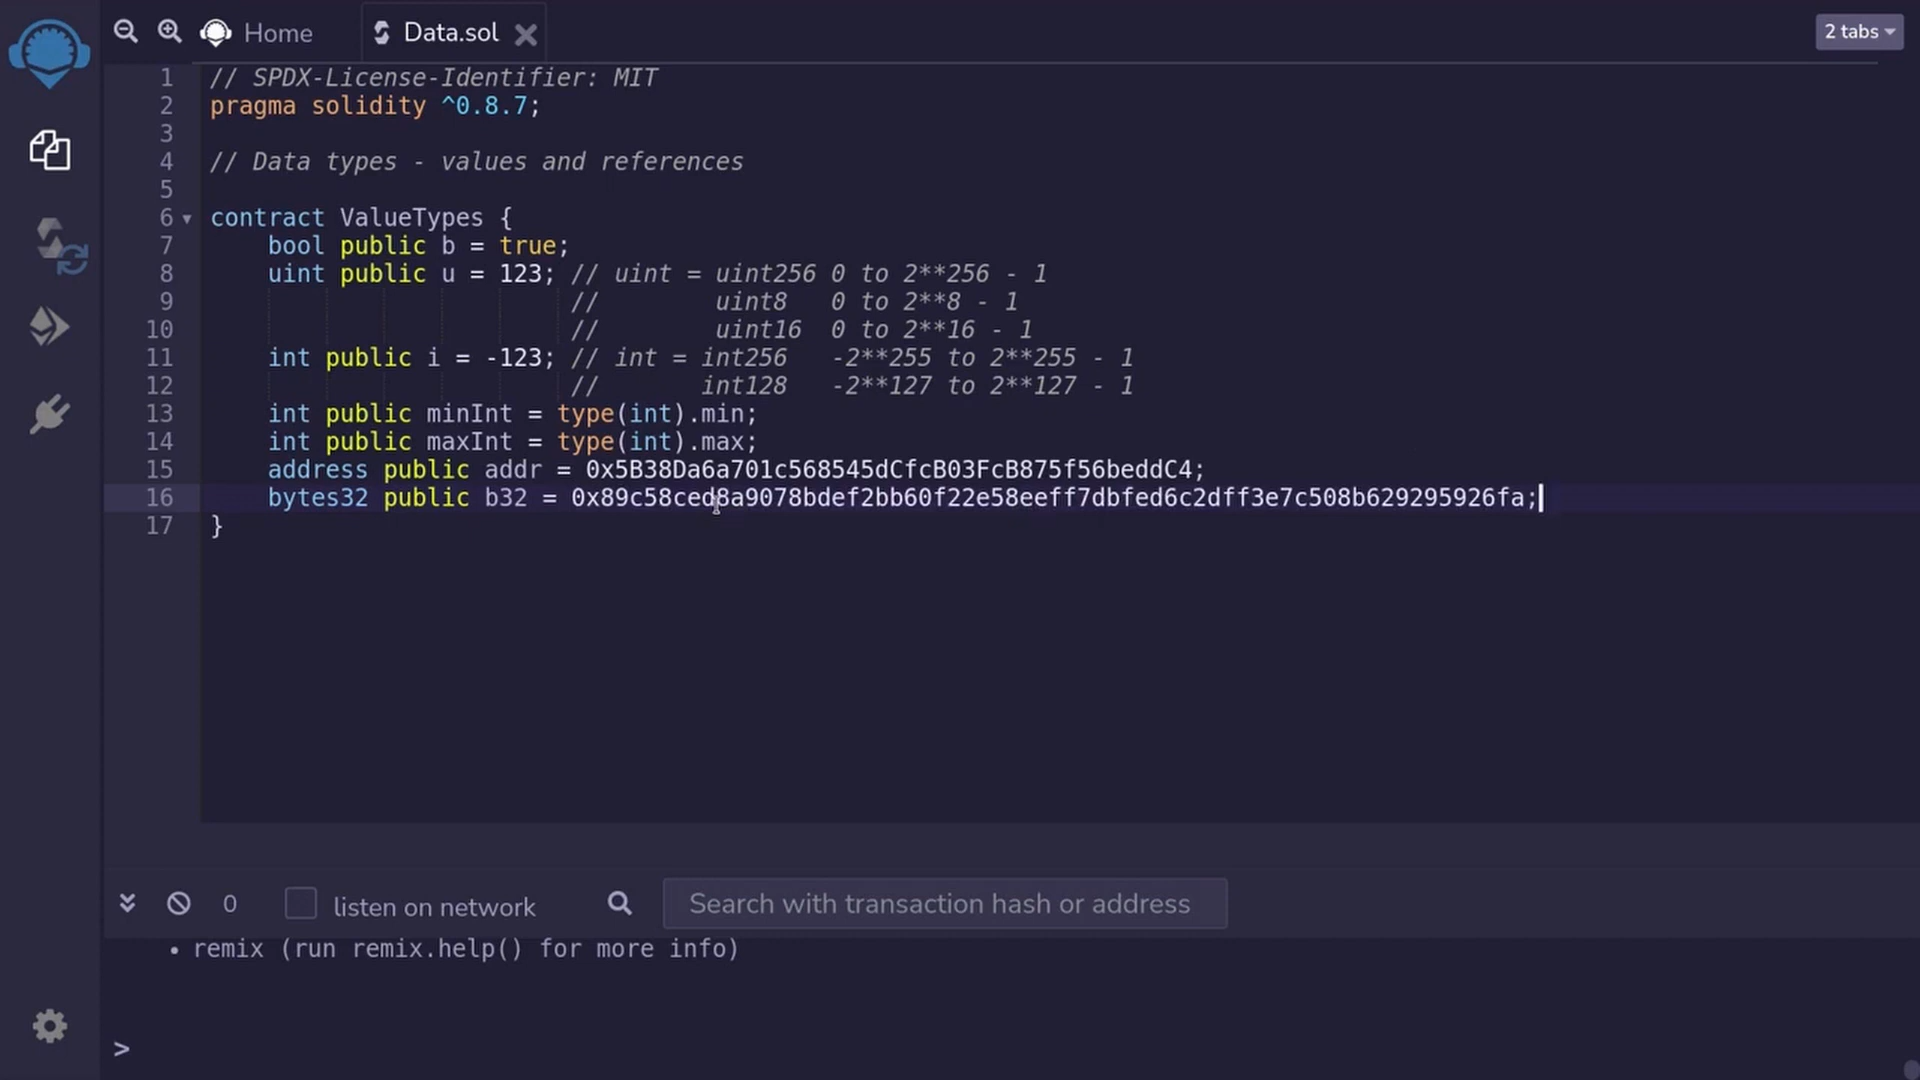 Home
Data.sol
2 tabs
1 // SPDX-License-Identifier: MIT
2 pragma solidity ^0.8.7;
3
4 // Data types - values and references
5
6 contract ValueTypes {
7 bool public b = true;
8 uint public u = 123; // uint = uint256 0 to 2**256 - 1
9 // uint8 0 to 2**8 - 1
10 // uint16 0 to 2**16 - 1
11 int public i = -123; // int = int256 -2**255 to 2**255 - 1
12 // int128 -2**127 to 2**127 - 1
13 int public minInt = type(int).min;
14 int public maxInt = type(int).max;
15 address public addr = 0x5B38Da6a701c568545dCfcB03FcB875f56beddC4;
16 bytes32 public b32 = 0x89c58ced8a9078bdef2bb60f22e58eeff7dbfed6c2dff3e7c508b629295926fa;
17 }
0 listen on network Search with transaction hash or address
• remix (run remix.help() for more info)
>